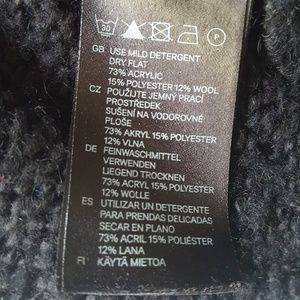 30 P
GB USE MILD DETERGENT
DRY FLAT
73% ACRYLIC
15% POLYESTER 12% WOOL
CZ POUŽIJTE JEMNÝ PRACÍ
PROSTŘEDEK
SUŠENÍ NA VODOROVNÉ
PLOŠE
73% AKRYL 15% POLYESTER
12% VLNA
DE FEINWASCHMITTEL
VERWENDEN
LIEGEND TROCKNEN
73% ACRYL 15% POLYESTER
12% WOLLE
ES UTILIZAR UN DETERGENTE
PARA PRENDAS DELICADAS
SECAR EN PLANO
73% ACRIL 15% POLIÉSTER
12% LANA
FI KÄYTÄ MIETOA